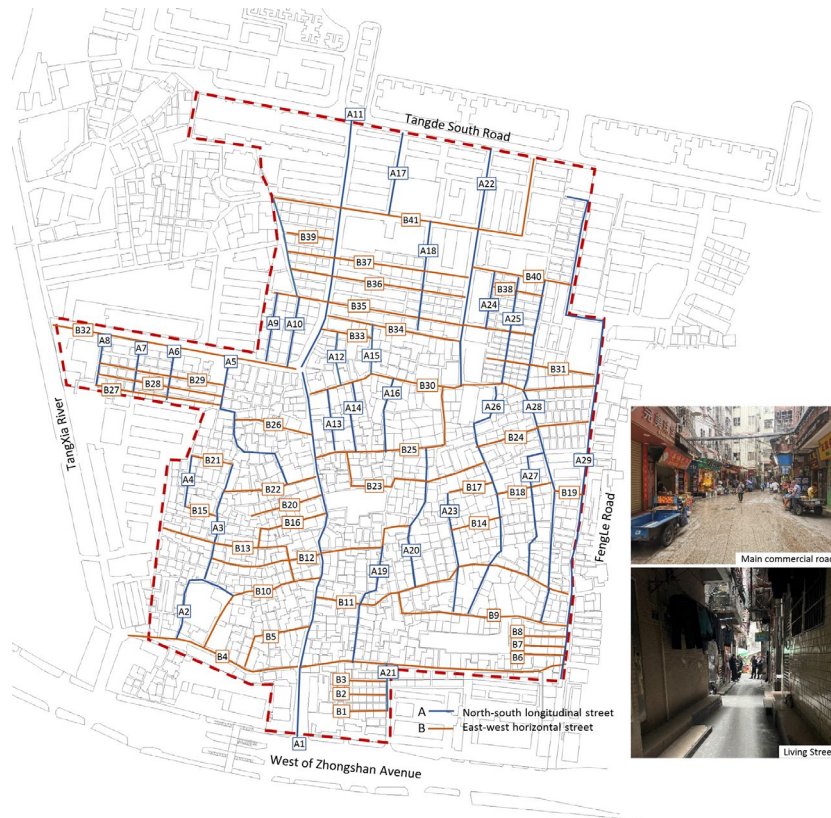 A11
Tangde South Road
A17
A22
B41
B39
A18
B37
B40
B36
B38
A24
B35
A9
A10
A25
B32
B34
B33
A8
A7
A6
A5
A12
A15
B31
B28
B29
B27
B30
A16
A14
A26
A28
TangXia River
B26
A13
B24
B25
B21
A29
A4
A27
B22
B23
B17
B18
B19
B20
A23
B15
B16
B14
A3
FengLe Road
B13
B12
A20
A19
B10
A2
B11
B9
B5
B8
B7
B4
B6
A21
B3
B2
B1
A North-south longitudinal street
B East-west horizontal street
A1
West of Zhongshan Avenue
Main commercial road
Living Street